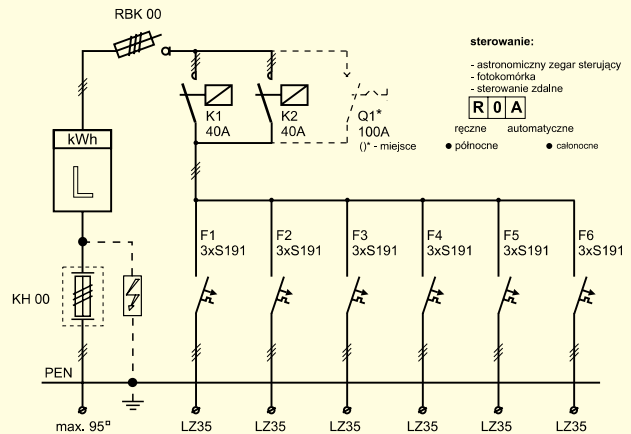 RBK 00
sterowanie:
- astronomiczny zegar sterujący
- fotokomórka
- sterowanie zdalne
R 0 A
ręczne automatyczne
● północne ● całonocne
K1
40A
K2
40A
Q1*
100A
()* - miejsce
kWh
L
KH 00
F1
3xS191
F2
3xS191
F3
3xS191
F4
3xS191
F5
3xS191
F6
3xS191
PEN
max. 95°
LZ35 LZ35 LZ35 LZ35 LZ35 LZ35